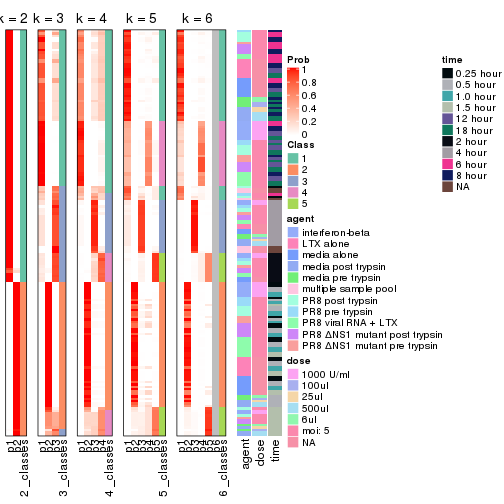 k = 2
k = 3
k = 4
k = 5
k = 6
Prob
1
0.8
0.6
0.4
0.2
0
Class
1
2
3
4
5
agent
interferon-beta
LTX alone
media alone
media post trypsin
media pre trypsin
multiple sample pool
PR8 post trypsin
PR8 pre trypsin
PR8 viral RNA + LTX
PR8 ΔNS1 mutant post trypsin
PR8 ΔNS1 mutant pre trypsin
dose
1000 U/ml
100ul
25ul
500ul
6ul
moi: 5
NA
time
0.25 hour
0.5 hour
1.0 hour
1.5 hour
12 hour
18 hour
2 hour
4 hour
6 hour
8 hour
NA
p1
p2
2_classes
p1
p2
p3
3_classes
p1
p2
p3
p4
4_classes
p1
p2
p3
p4
p5
5_classes
p1
p2
p3
p4
p5
p6
6_classes
agent
dose
time